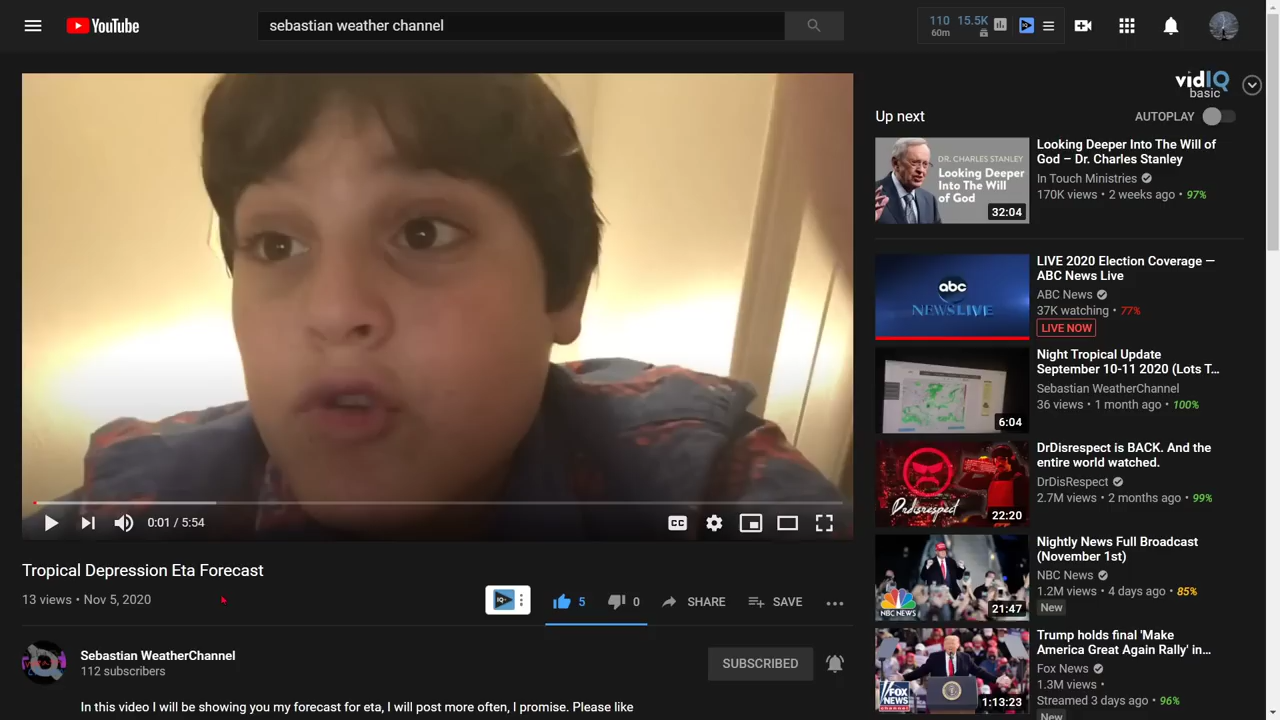 YouTube
sebastian weather channel
110 15.5K
60m
vidIQ
basic
Up next
AUTOPLAY
DR. CHARLES STANLEY
Looking Deeper
Into The Will
of God
32:04
Looking Deeper Into The Will of
God – Dr. Charles Stanley
In Touch Ministries
170K views • 2 weeks ago • 97%
abc
NEWS LIVE
LIVE 2020 Election Coverage —
ABC News Live
ABC News
37K watching • 77%
LIVE NOW
6:04
Night Tropical Update
September 10-11 2020 (Lots T...
Sebastian WeatherChannel
36 views • 1 month ago • 100%
Drdisrespect
22:20
DrDisrespect is BACK. And the
entire world watched.
DrDisRespect
2.7M views • 2 months ago • 99%
NBC NEWS
21:47
Nightly News Full Broadcast
(November 1st)
NBC News
1.2M views • 4 days ago • 85%
New
FOX
NEWS
1:13:23
Trump holds final 'Make
America Great Again Rally' in...
Fox News
1.3M views •
Streamed 3 days ago • 96%
New
0:01 / 5:54
CC
Tropical Depression Eta Forecast
13 views • Nov 5, 2020
IQ
5
0
SHARE
SAVE
Sebastian WeatherChannel
112 subscribers
SUBSCRIBED
In this video I will be showing you my forecast for eta, I will post more often, I promise. Please like